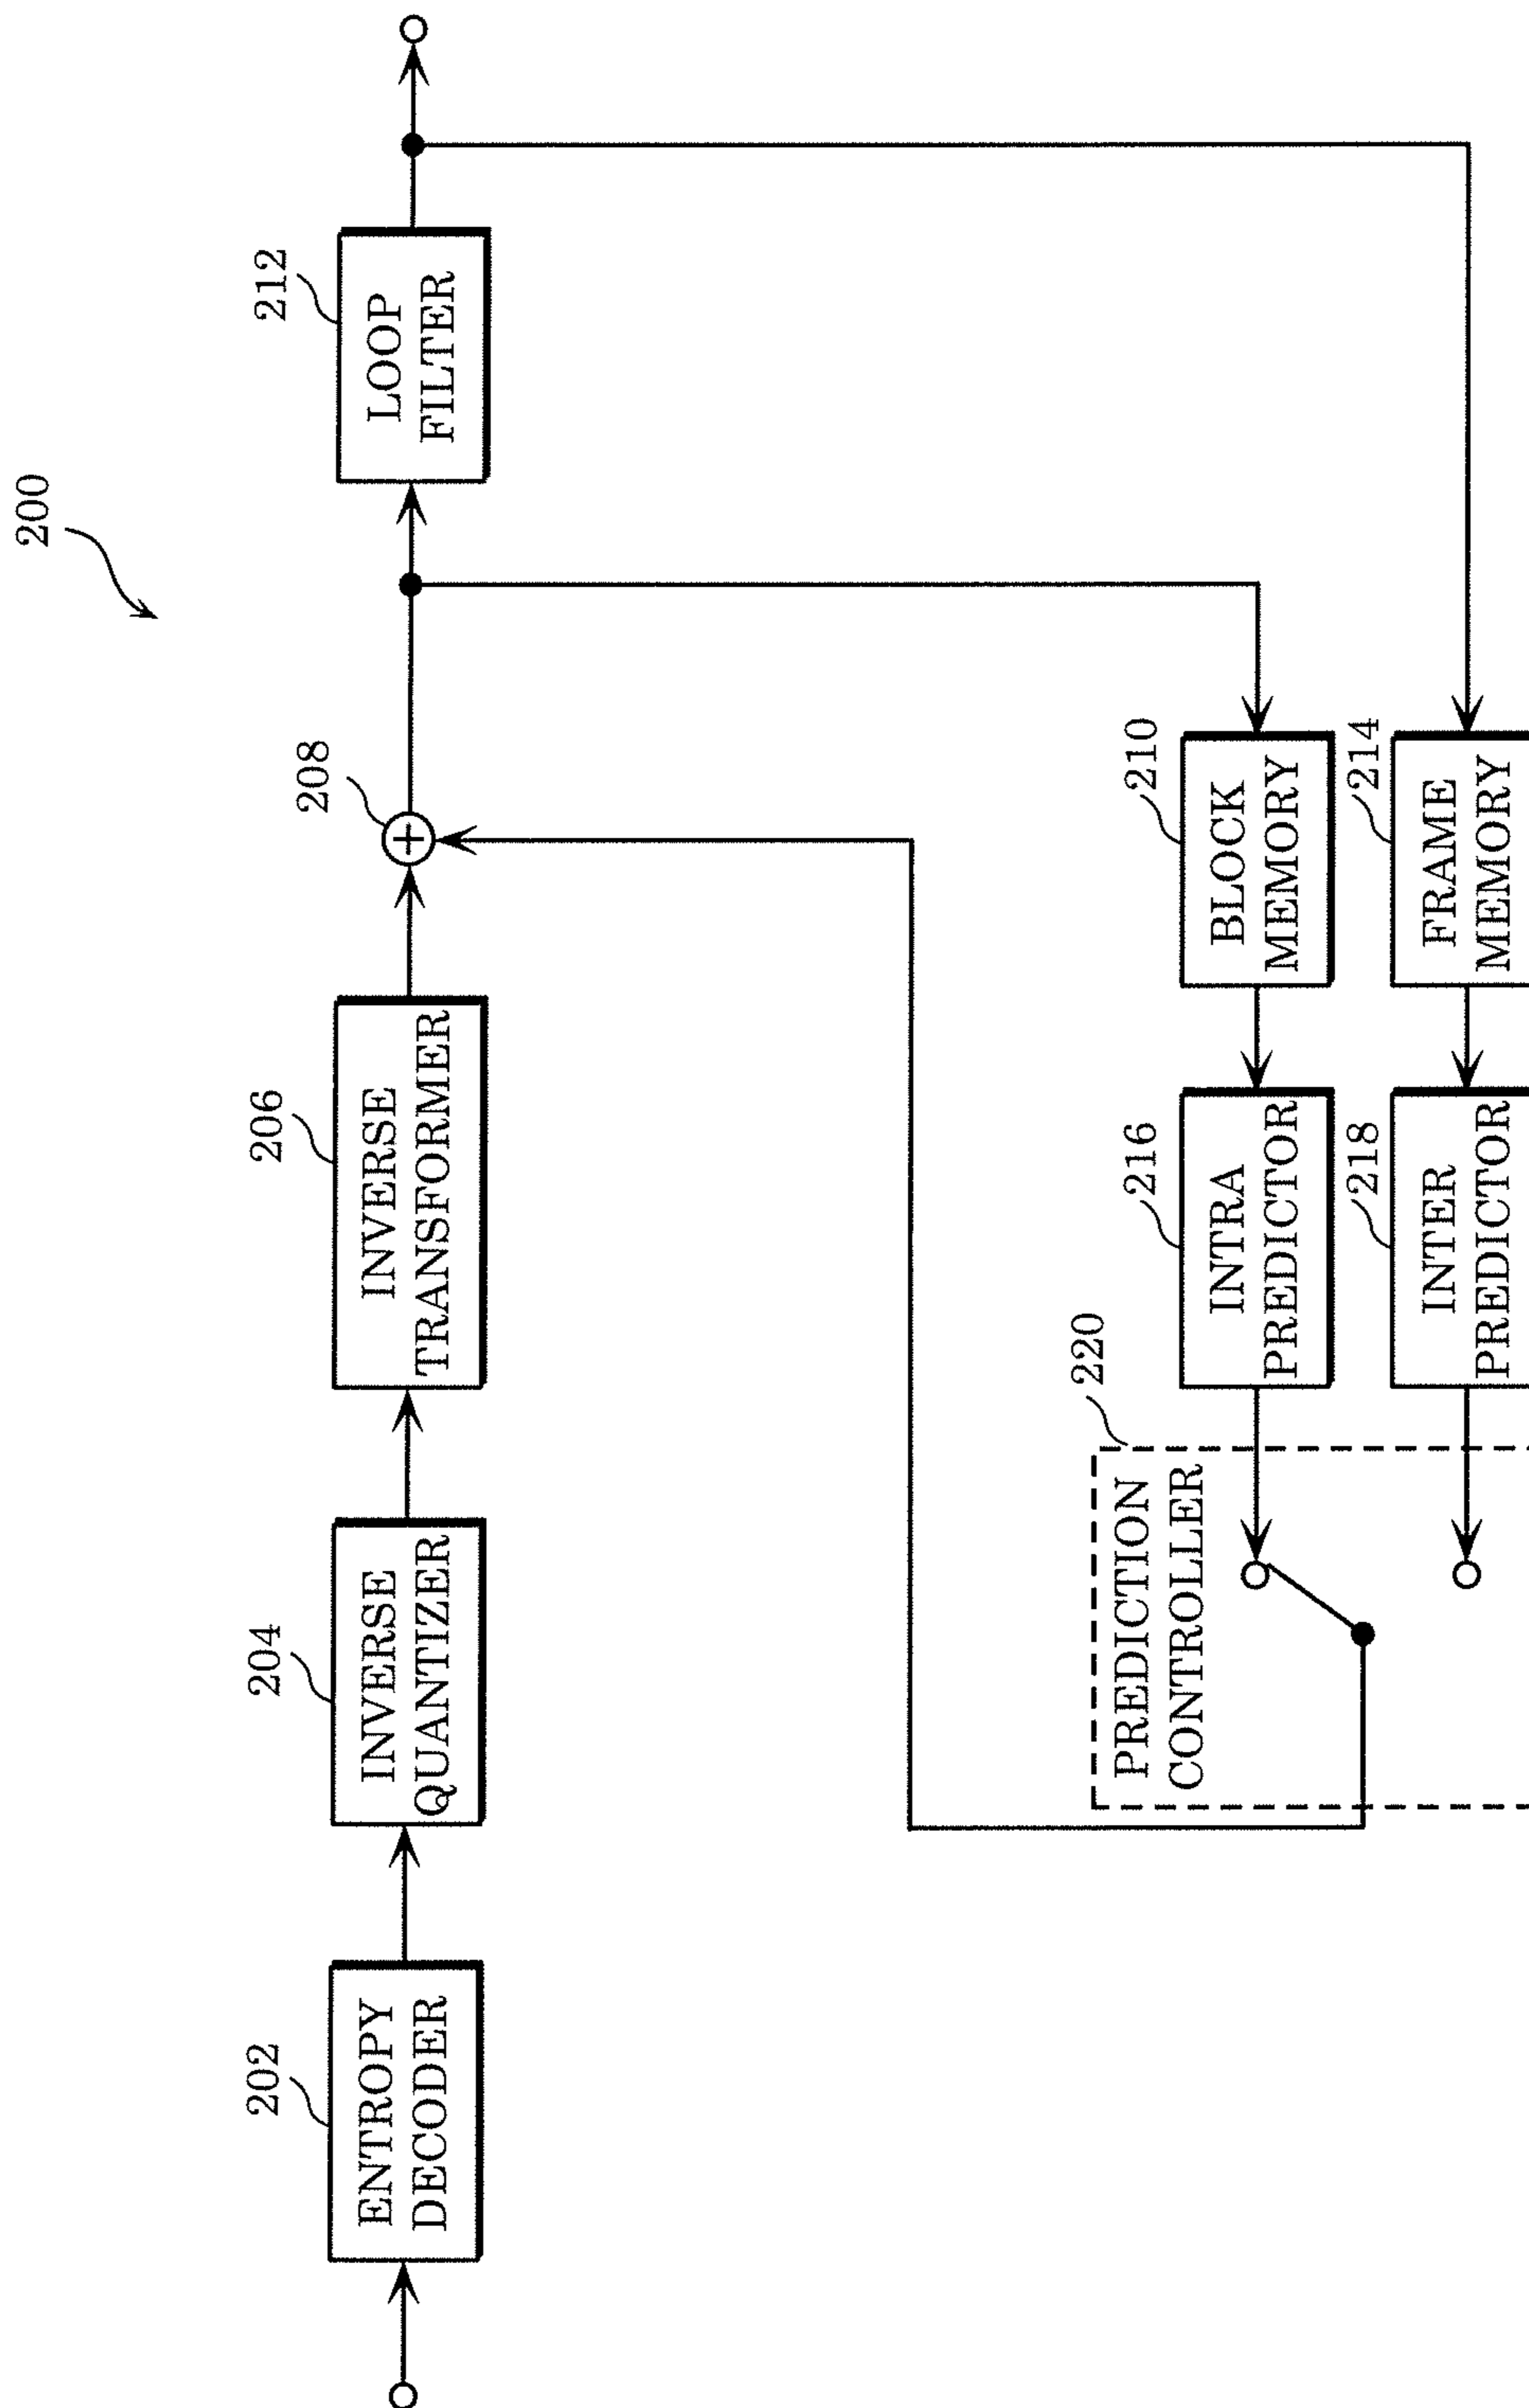 200
202
ENTROPY
DECODER
204
INVERSE
QUANTIZER
206
INVERSE
TRANSFORMER
208
+
212
LOOP
FILTER
220
PREDICTION
CONTROLLER
216
INTRA
PREDICTOR
210
BLOCK
MEMORY
218
INTER
PREDICTOR
214
FRAME
MEMORY